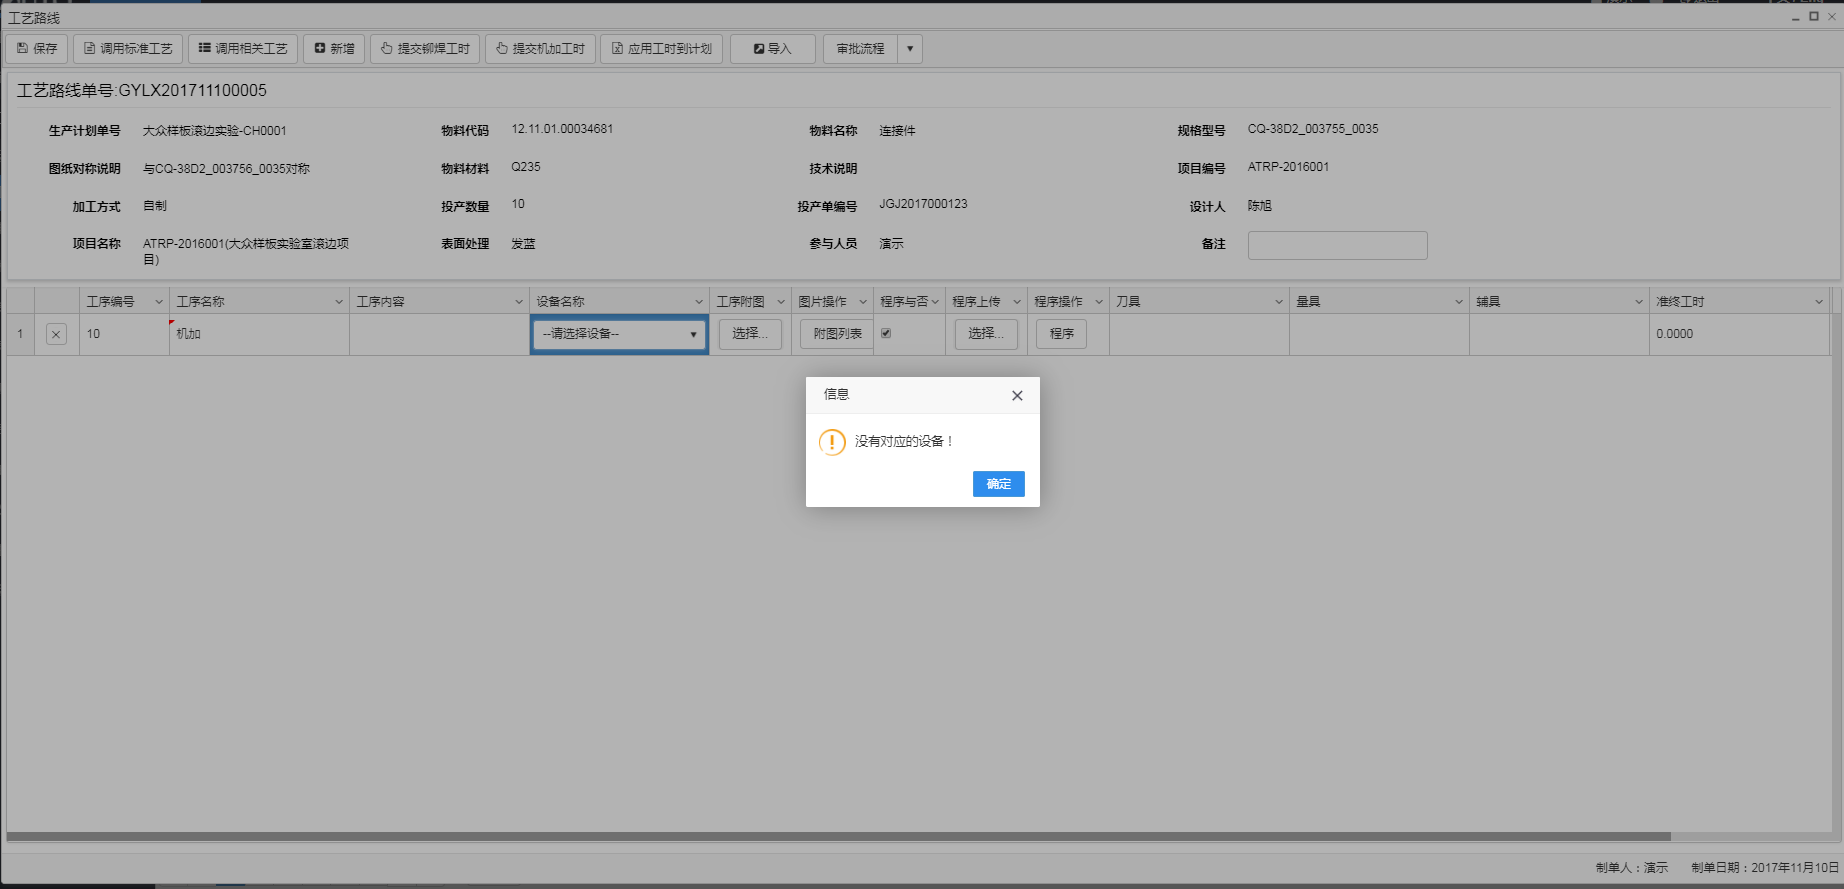 工艺路线
保存 调用标准工艺 调用相关工艺 新增 提交铆焊工时 提交机加工时 应用工时到计划 导入 审批流程
工艺路线单号:GYLX201711100005
生产计划单号 大众样板滚边实验-CH0001 物料代码 12.11.01.00034681 物料名称 连接件 规格型号 CQ-38D2_003755_0035
图纸对称说明 与CQ-38D2_003756_0035对称 物料材料 Q235 技术说明 项目编号 ATRP-2016001
加工方式 自制 投产数量 10 投产单编号 JGJ2017000123 设计人 陈旭
项目名称 ATRP-2016001(大众样板实验室滚边项
目) 表面处理 发蓝 参与人员 演示 备注
工序编号 工序名称 工序内容 设备名称 工序附图 图片操作 程序与否 程序上传 程序操作 刀具 量具 辅具 准终工时
1 10 机加 --请选择设备-- 选择... 附图列表 选择... 程序 0.0000
信息
没有对应的设备！
确定
制单人：演示 制单日期：2017年11月10日